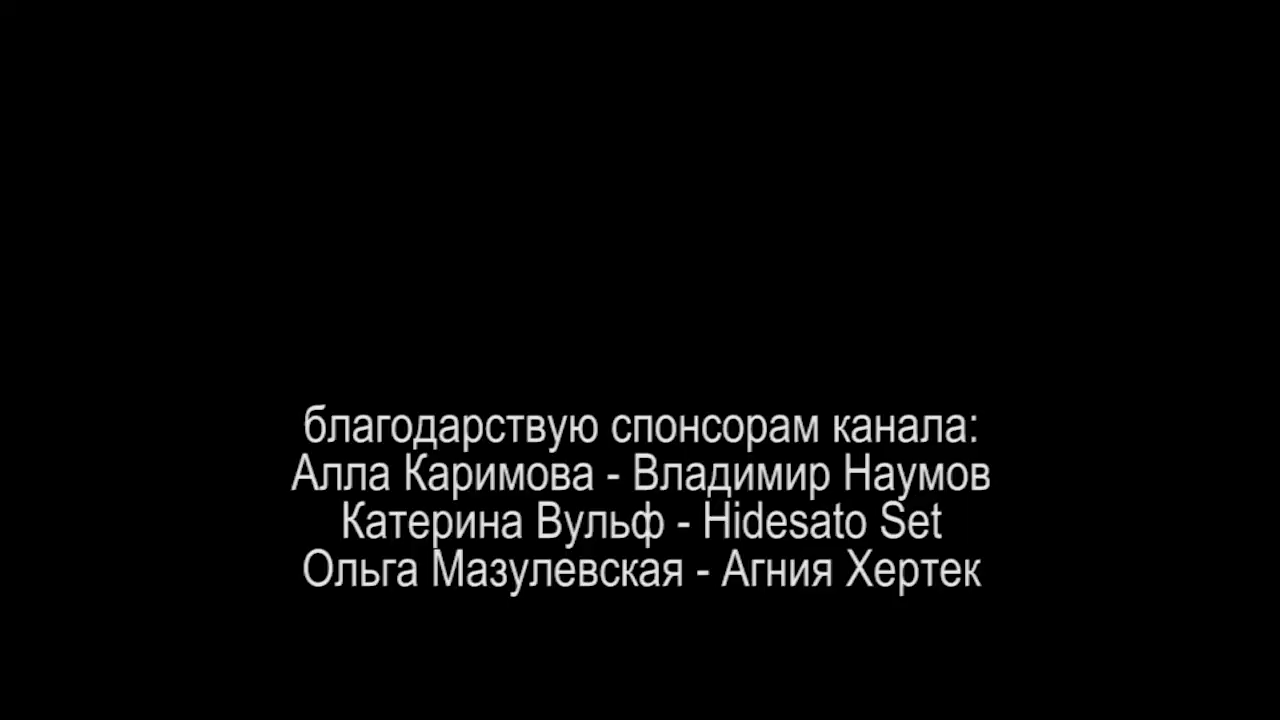 благодарствую спонсорам канала:
Алла Каримова - Владимир Наумов
Катерина Вульф - Hidesato Set
Ольга Мазулевская - Агния Хертек